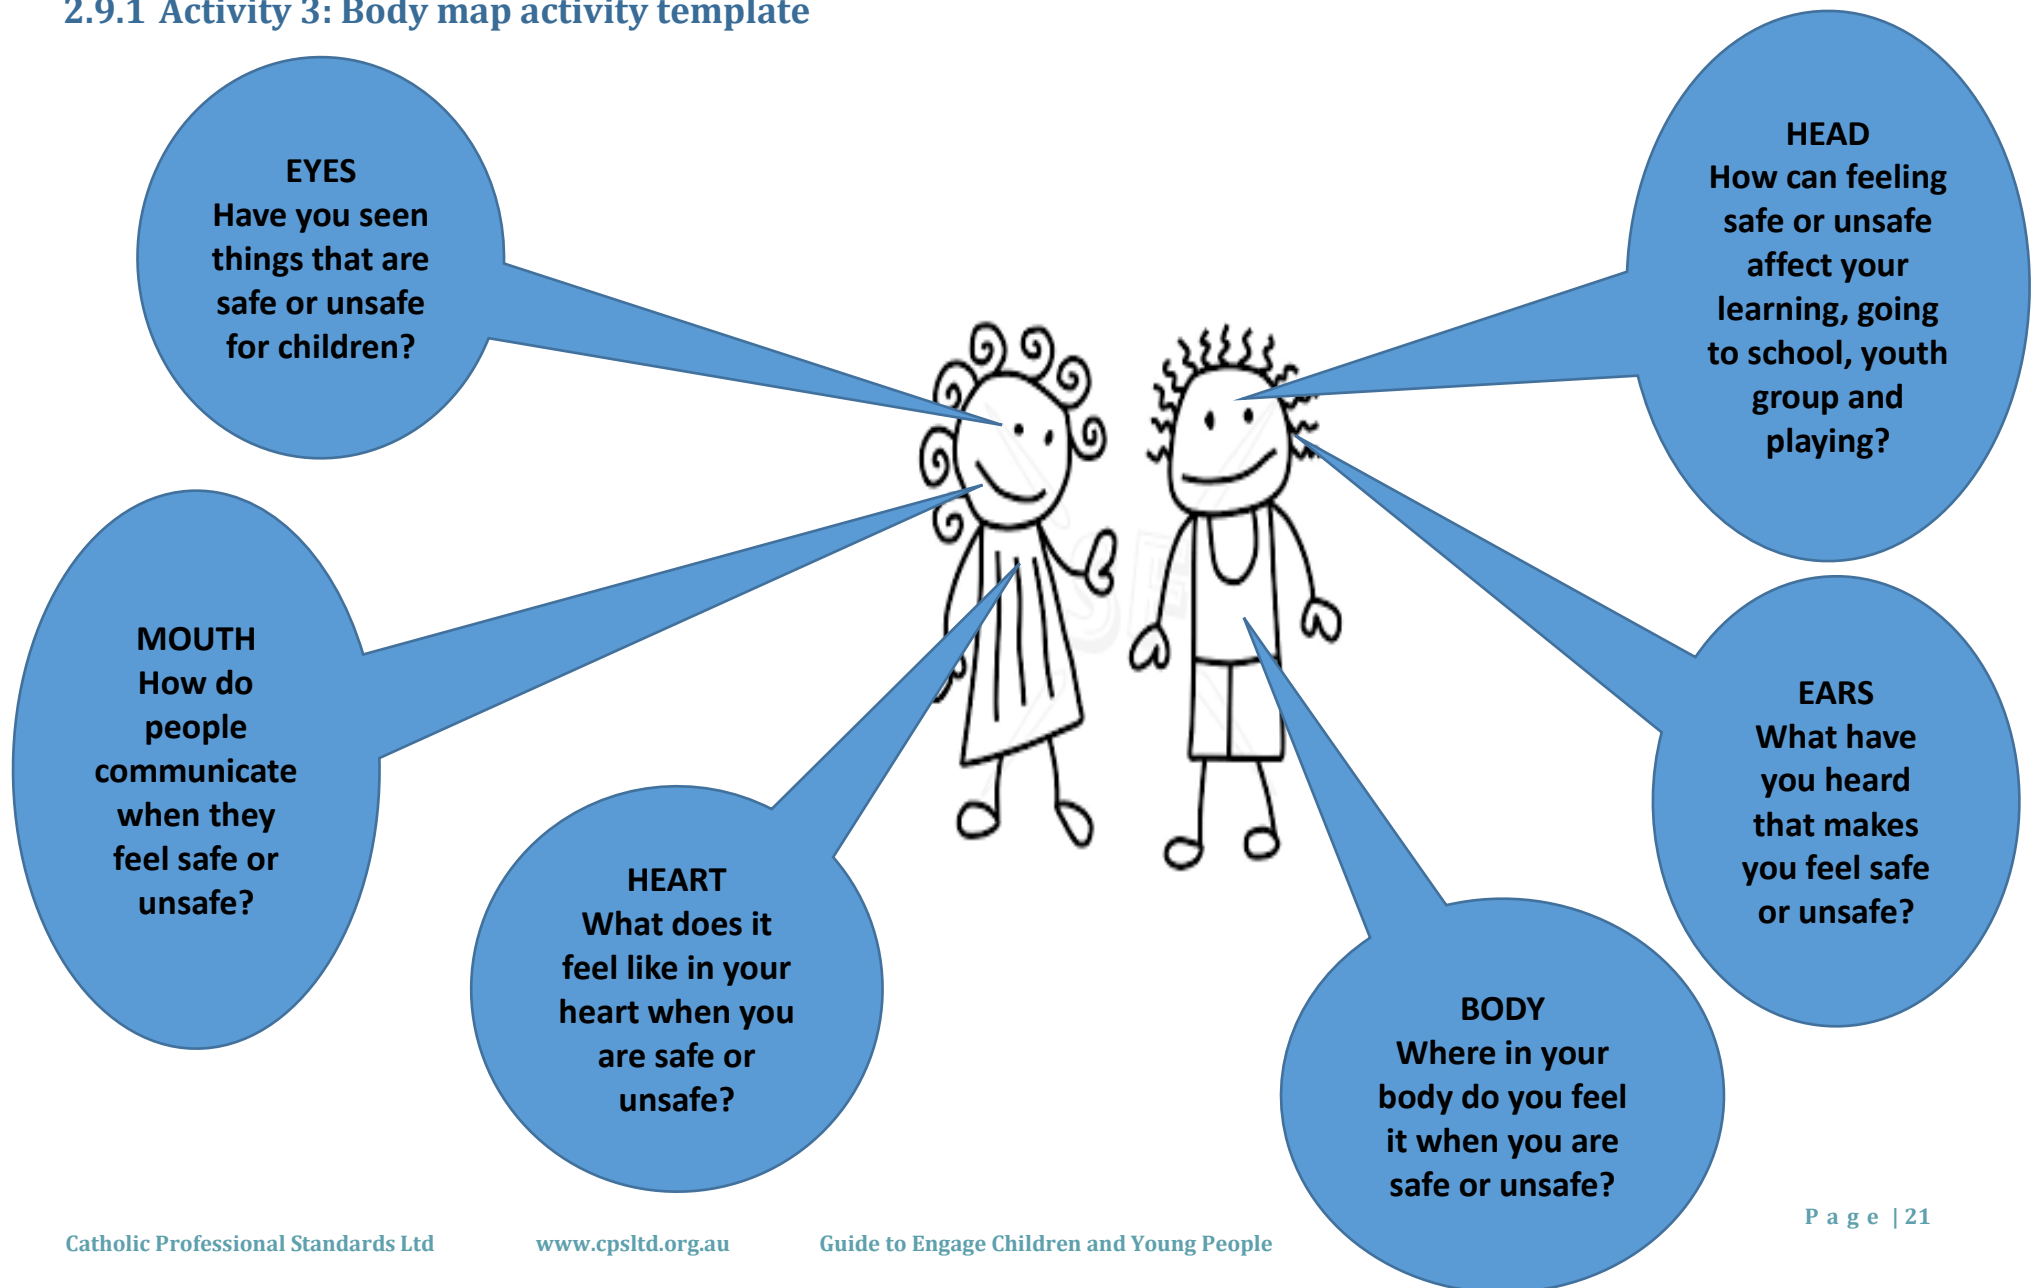 2.9.1 Activity 3: Body map activity template
EYES
Have you seen
things that are
safe or unsafe
for children?
HEAD
How can feeling
safe or unsafe
affect your
learning, going
to school, youth
group and
playing?
MOUTH
How do
people
communicate
when they
feel safe or
unsafe?
HEART
What does it
feel like in your
heart when you
are safe or
unsafe?
EARS
What have
you heard
that makes
you feel safe
or unsafe?
BODY
Where in your
body do you feel
it when you are
safe or unsafe?
Page | 21
Catholic Professional Standards Ltd www.cpsltd.org.au Guide to Engage Children and Young People